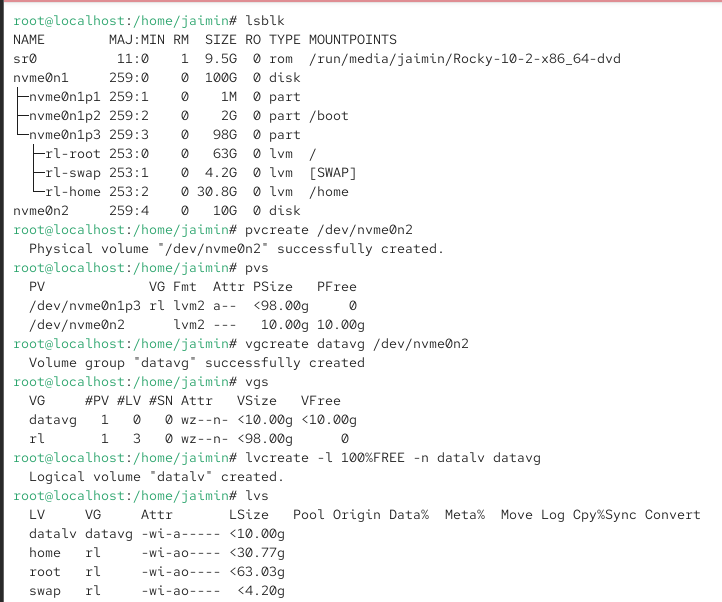 root@localhost:/home/jaimin# lsblk
NAME        MAJ:MIN RM  SIZE RO TYPE MOUNTPOINTS
sr0          11:0    1  9.5G  0 rom  /run/media/jaimin/Rocky-10-2-x86_64-dvd
nvme0n1     259:0    0  100G  0 disk
├─nvme0n1p1 259:1    0    1M  0 part
├─nvme0n1p2 259:2    0    2G  0 part /boot
└─nvme0n1p3 259:3    0   98G  0 part
  ├─rl-root 253:0    0   63G  0 lvm  /
  ├─rl-swap 253:1    0  4.2G  0 lvm  [SWAP]
  └─rl-home 253:2    0 30.8G  0 lvm  /home
nvme0n2     259:4    0   10G  0 disk
root@localhost:/home/jaimin# pvcreate /dev/nvme0n2
  Physical volume "/dev/nvme0n2" successfully created.
root@localhost:/home/jaimin# pvs
  PV             VG Fmt  Attr PSize   PFree
  /dev/nvme0n1p3 rl lvm2 a--  <98.00g     0
  /dev/nvme0n2      lvm2 ---   10.00g 10.00g
root@localhost:/home/jaimin# vgcreate datavg /dev/nvme0n2
  Volume group "datavg" successfully created
root@localhost:/home/jaimin# vgs
  VG     #PV #LV #SN Attr   VSize   VFree
  datavg   1   0   0 wz--n- <10.00g <10.00g
  rl       1   3   0 wz--n- <98.00g      0
root@localhost:/home/jaimin# lvcreate -l 100%FREE -n datalv datavg
  Logical volume "datalv" created.
root@localhost:/home/jaimin# lvs
  LV     VG     Attr       LSize   Pool Origin Data%  Meta%  Move Log Cpy%Sync Convert
  datalv datavg -wi-a----- <10.00g
  home   rl     -wi-ao---- <30.77g
  root   rl     -wi-ao---- <63.03g
  swap   rl     -wi-ao----  <4.20g